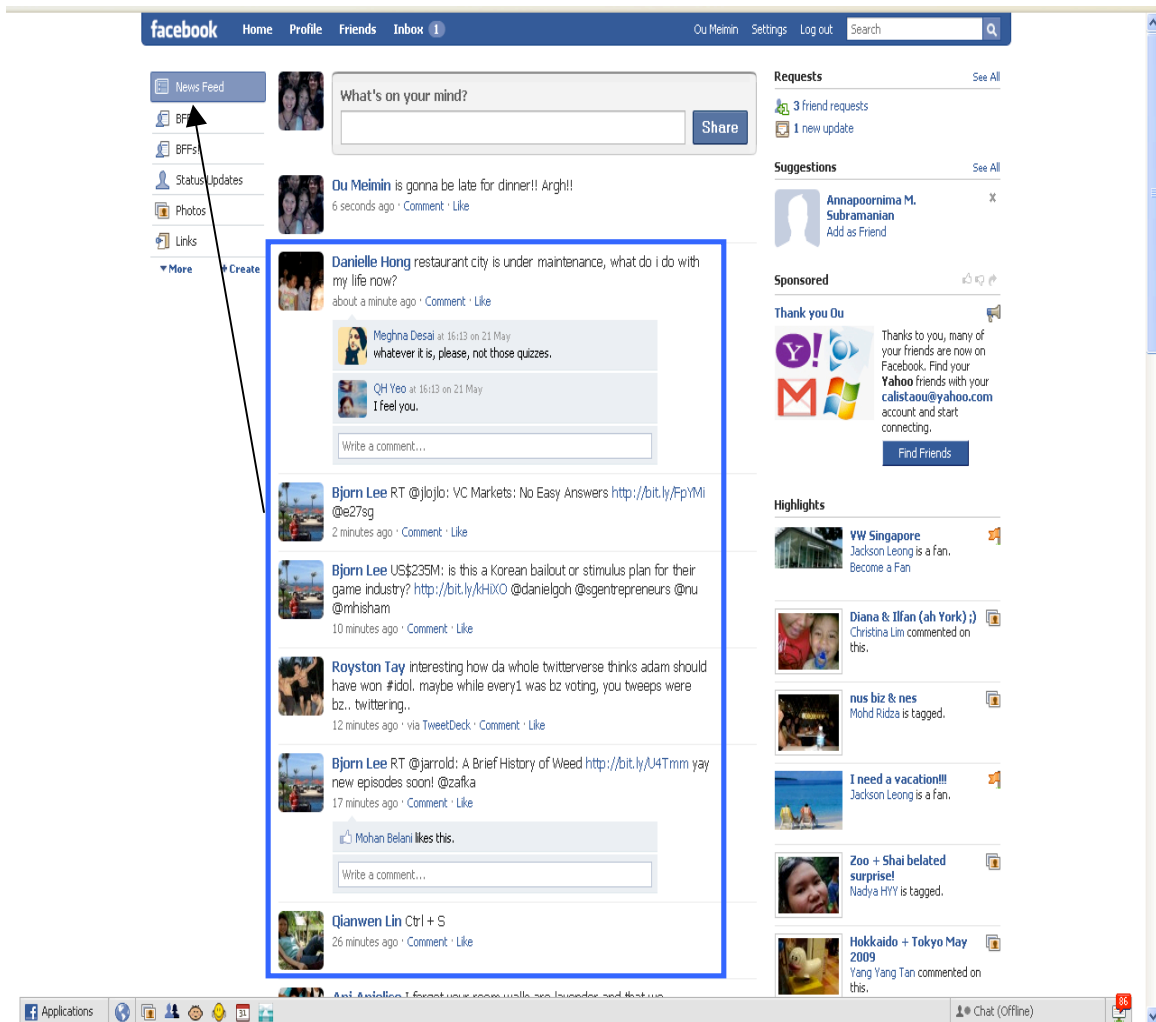 facebook Home Profile Friends Inbox 1 Ou Meimin Settings Log out Search
News Feed
BFF
BFFs!
Status Updates
Photos
Links
More Create
What's on your mind?
Share
Ou Meimin is gonna be late for dinner!! Argh!!
6 seconds ago · Comment · Like
Danielle Hong restaurant city is under maintenance, what do i do with
my life now?
about a minute ago · Comment · Like
Meghna Desai at 16:13 on 21 May
whatever it is, please, not those quizzes.
QH Yeo at 16:13 on 21 May
I feel you.
Write a comment...
Bjorn Lee RT @jlojlo: VC Markets: No Easy Answers http://bit.ly/FpYMi
@e27sg
2 minutes ago · Comment · Like
Bjorn Lee US$235M: is this a Korean bailout or stimulus plan for their
game industry? http://bit.ly/kHiXO @danielgoh @sgentrepreneurs @nu
@mhisham
10 minutes ago · Comment · Like
Royston Tay interesting how da whole twitterverse thinks adam should
have won #idol. maybe while every1 was bz voting, you tweeps were
bz.. twittering..
12 minutes ago · via TweetDeck · Comment · Like
Bjorn Lee RT @jarrold: A Brief History of Weed http://bit.ly/U4Tmm yay
new episodes soon! @zafka
17 minutes ago · Comment · Like
Mohan Belani likes this.
Write a comment...
Qianwen Lin Ctrl + S
26 minutes ago · Comment · Like
I forgot your room walls are lavender and that
Requests See All
3 friend requests
1 new update
Suggestions See All
Annapoornima M.
Subramanian
Add as Friend
x
Sponsored
Thank you Ou
Thanks to you, many of
your friends are now on
Facebook. Find your
Yahoo friends with your
calistaou@yahoo.com
account and start
connecting.
Find Friends
Highlights
VW Singapore
Jackson Leong is a fan.
Become a Fan
Diana & Ilfan (ah York) ;)
Christina Lim commented on
this.
nus biz & nes
Mohd Ridza is tagged.
I need a vacation!!!
Jackson Leong is a fan.
Zoo + Shai belated
surprise!
Nadya HYY is tagged.
Hokkaido + Tokyo May
2009
Yang Yang Tan commented on
this.
Applications 31 Chat (Offline) 86